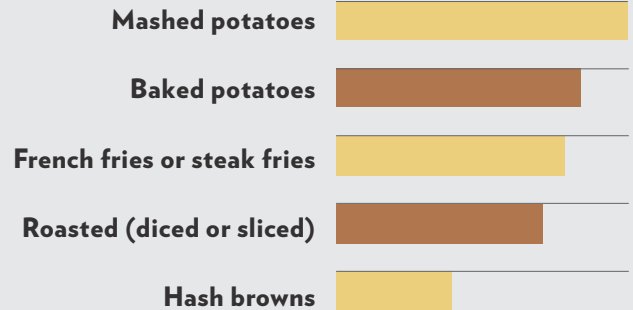 Mashed potatoes
Baked potatoes
French fries or steak fries
Roasted (diced or sliced)
Hash browns